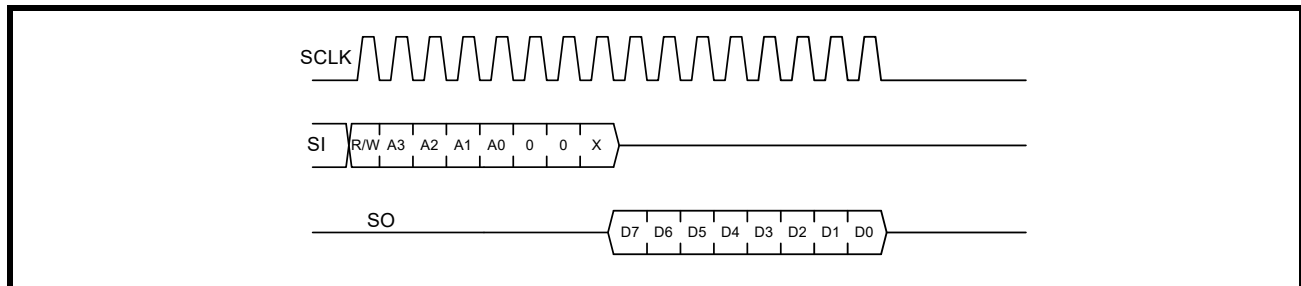 SCLK
SI R/W A3 A2 A1 A0 0 0 X
SO
D7 D6 D5 D4 D3 D2 D1 D0